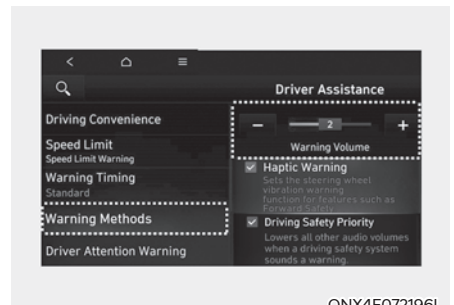 Driver Assistance
Driving Convenience
Speed Limit
Speed Limit Warning
Warning Timing
Standard
Warning Methods
Driver Attention Warning
2
Warning Volume
Haptic Warning
Sets the steering wheel
vibration warning
function for features such as
Forward Safety
Driving Safety Priority
Lowers all other audio volumes
when a driving safety system
sounds a warning.
ONX4E072196L